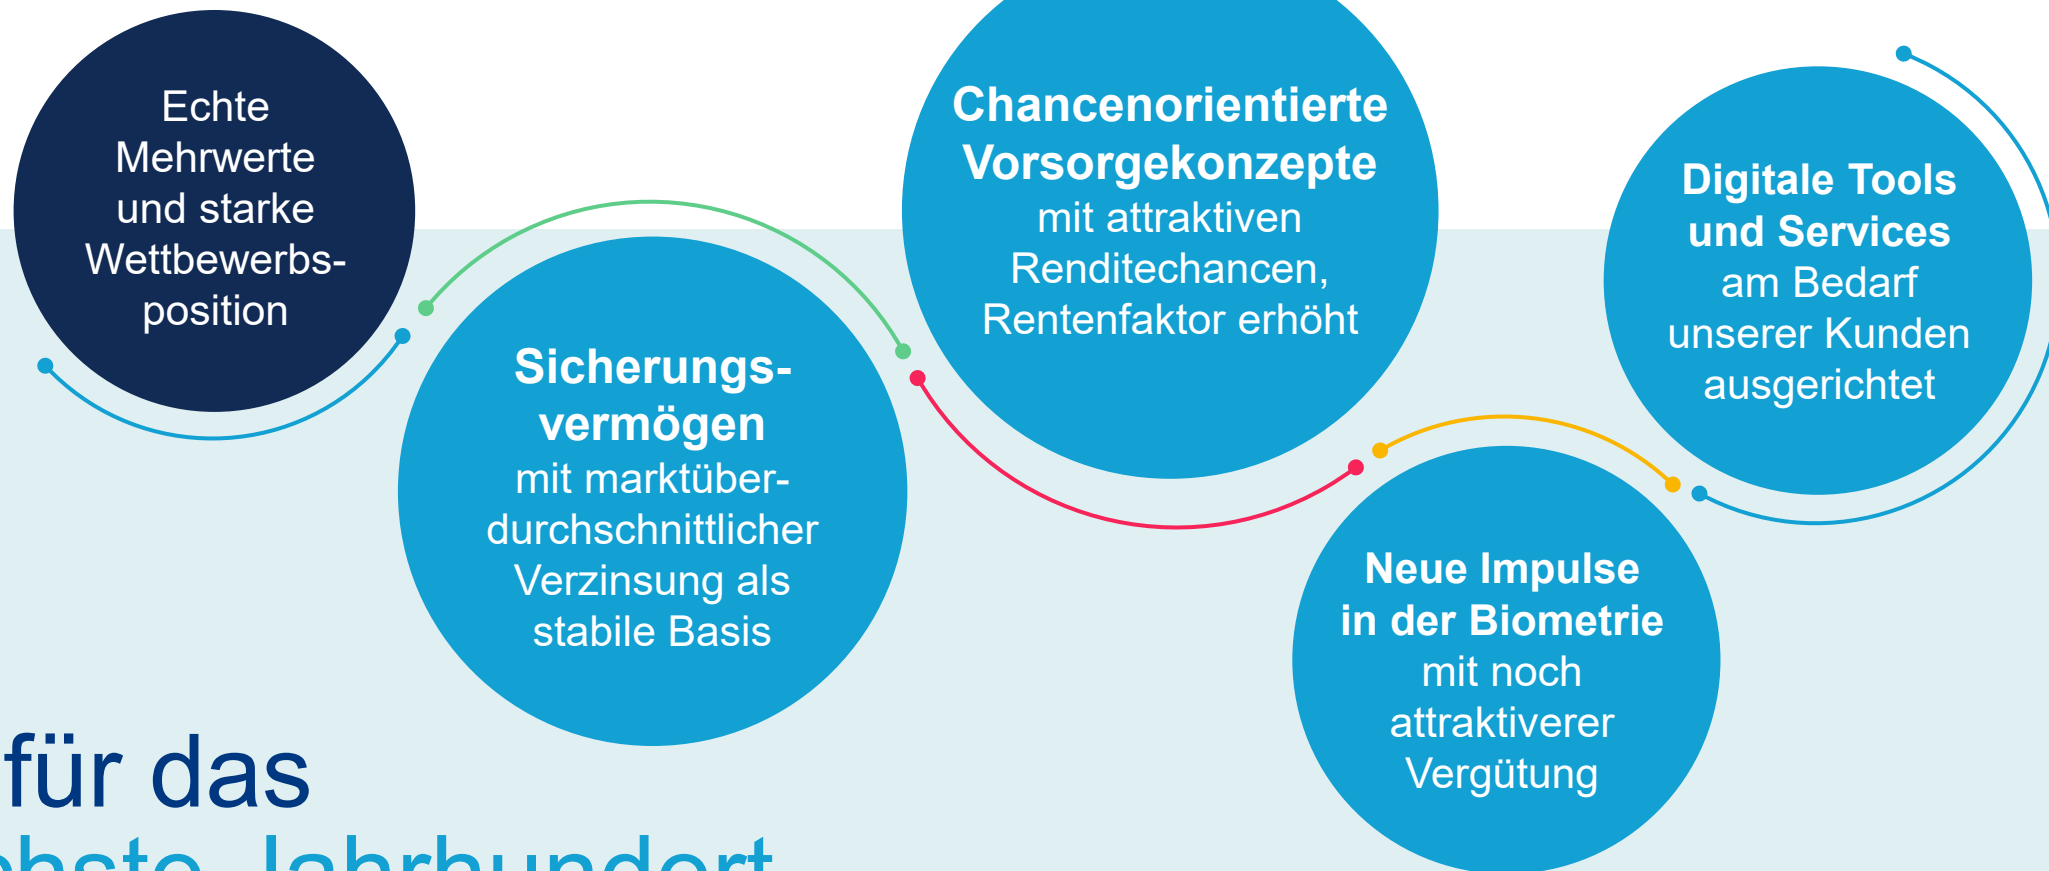 Echte
Mehrwerte
und starke
Wettbewerbs-
position
Sicherungs-
vermögen
mit marktüber-
durchschnittlicher
Verzinsung als
stabile Basis
Chancenorientierte
Vorsorgekonzepte
mit attraktiven
Renditechancen,
Rentenfaktor erhöht
Neue Impulse
in der Biometrie
mit noch
attraktiverer
Vergütung
Digitale Tools
und Services
am Bedarf
unserer Kunden
ausgerichtet
für das
Jahrhundert